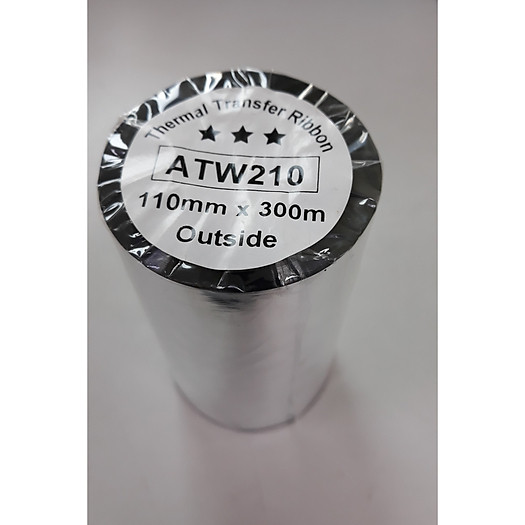 Thermal Transfer Ribbon
★★★
ATW210
110mm x 300m
Outside